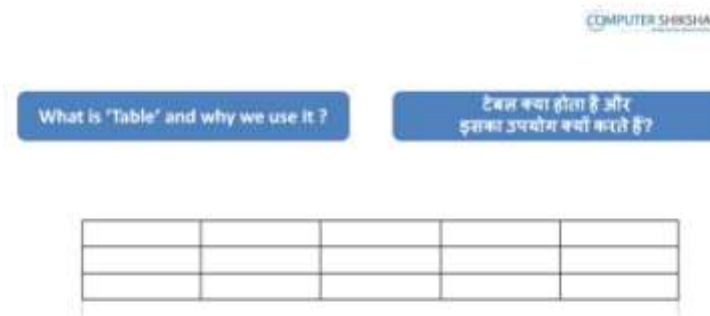 COMPUTER SHIKSHA
What is 'Table' and why we use it ?
टेबल क्या होता है और
इसका उपयोग क्यों करते हैं?